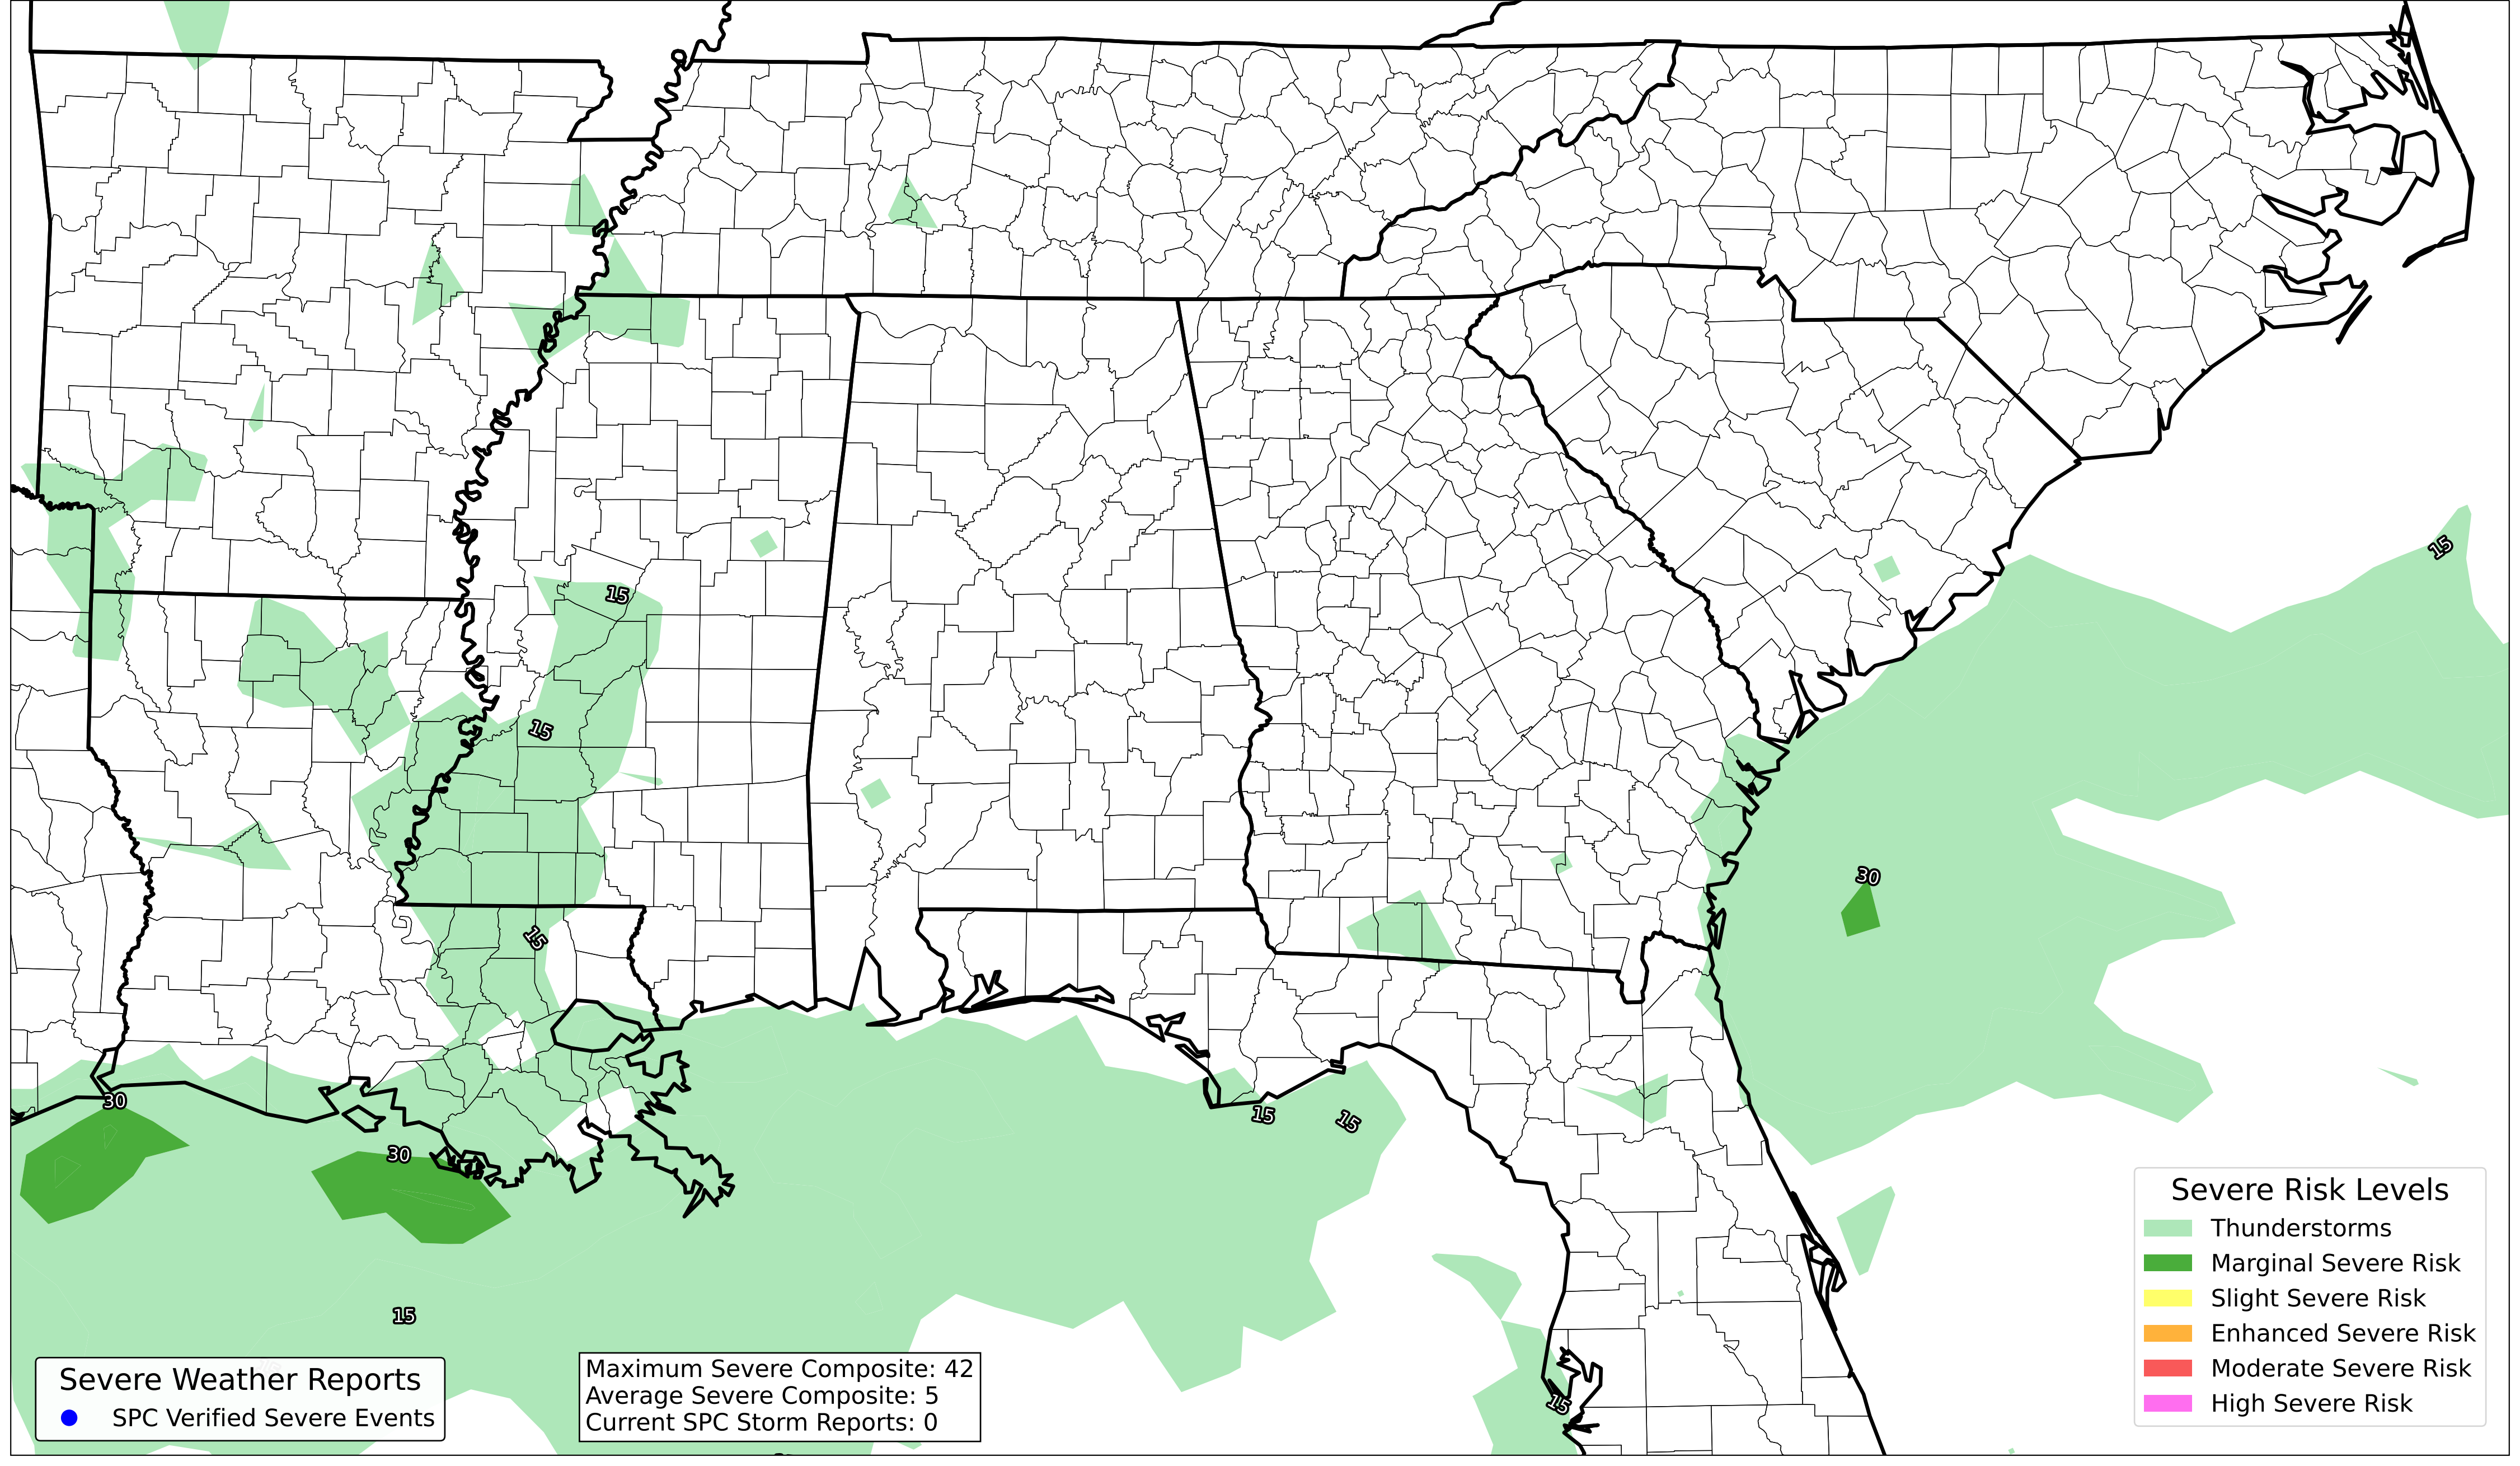 15
15
15
15
30
30
30
15
15
15
15
Severe Risk Levels
Thunderstorms
Marginal Severe Risk
Slight Severe Risk
Enhanced Severe Risk
Moderate Severe Risk
High Severe Risk
Severe Weather Reports
SPC Verified Severe Events
Maximum Severe Composite: 42
Average Severe Composite: 5
Current SPC Storm Reports: 0